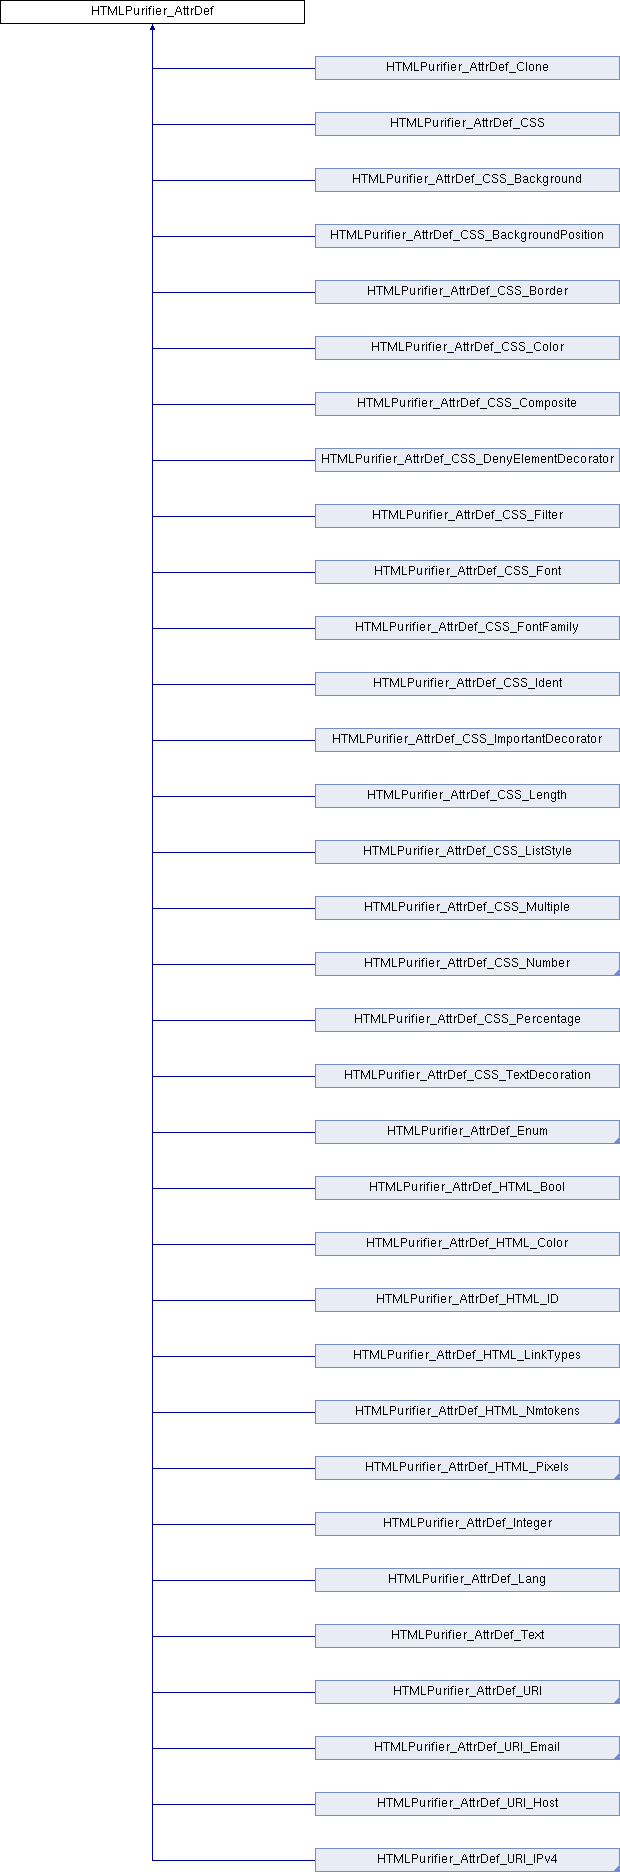 HTMLPurifier_AttrDef
HTMLPurifier_AttrDef_Clone
HTMLPurifier_AttrDef_CSS
HTMLPurifier_AttrDef_CSS_Background
HTMLPurifier_AttrDef_CSS_BackgroundPosition
HTMLPurifier_AttrDef_CSS_Border
HTMLPurifier_AttrDef_CSS_Color
HTMLPurifier_AttrDef_CSS_Composite
HTMLPurifier_AttrDef_CSS_DenyElementDecorator
HTMLPurifier_AttrDef_CSS_Filter
HTMLPurifier_AttrDef_CSS_Font
HTMLPurifier_AttrDef_CSS_FontFamily
HTMLPurifier_AttrDef_CSS_Ident
HTMLPurifier_AttrDef_CSS_ImportantDecorator
HTMLPurifier_AttrDef_CSS_Length
HTMLPurifier_AttrDef_CSS_ListStyle
HTMLPurifier_AttrDef_CSS_Multiple
HTMLPurifier_AttrDef_CSS_Number
HTMLPurifier_AttrDef_CSS_Percentage
HTMLPurifier_AttrDef_CSS_TextDecoration
HTMLPurifier_AttrDef_Enum
HTMLPurifier_AttrDef_HTML_Bool
HTMLPurifier_AttrDef_HTML_Color
HTMLPurifier_AttrDef_HTML_ID
HTMLPurifier_AttrDef_HTML_LinkTypes
HTMLPurifier_AttrDef_HTML_Nmtokens
HTMLPurifier_AttrDef_HTML_Pixels
HTMLPurifier_AttrDef_Integer
HTMLPurifier_AttrDef_Lang
HTMLPurifier_AttrDef_Text
HTMLPurifier_AttrDef_URI
HTMLPurifier_AttrDef_URI_Email
HTMLPurifier_AttrDef_URI_Host
HTMLPurifier_AttrDef_URI_IPv4